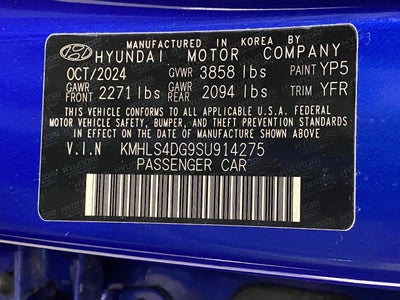 MANUFACTURED IN KOREA BY
HYUNDAI MOTOR COMPANY
OCT/2024 GVWR 3858 lbs PAINT YP5
GAWR FRONT 2271 lbs GAWR REAR 2094 lbs TRIM YFR
THIS VEHICLE CONFORMS TO ALL APPLICABLE U.S.A. FEDERAL
MOTOR VEHICLE SAFETY, BUMPER, AND THEFT PREVENTION
STANDARDS IN EFFECT ON THE DATE OF MANUFACTURE SHOWN ABOVE.
V.I.N KMHLS4DG9SU914275
PASSENGER CAR